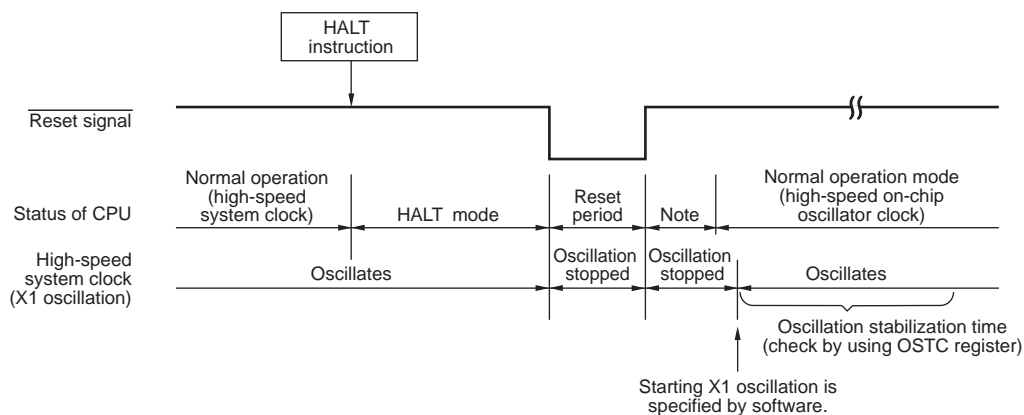 HALT
instruction
Reset signal
Status of CPU
Normal operation
(high-speed
system clock)
HALT mode
Reset
period
Note
Normal operation mode
(high-speed on-chip
oscillator clock)
High-speed
system clock
(X1 oscillation)
Oscillates
Oscillation
stopped
Oscillation
stopped
Oscillates
Oscillation stabilization time
(check by using OSTC register)
Starting X1 oscillation is
specified by software.